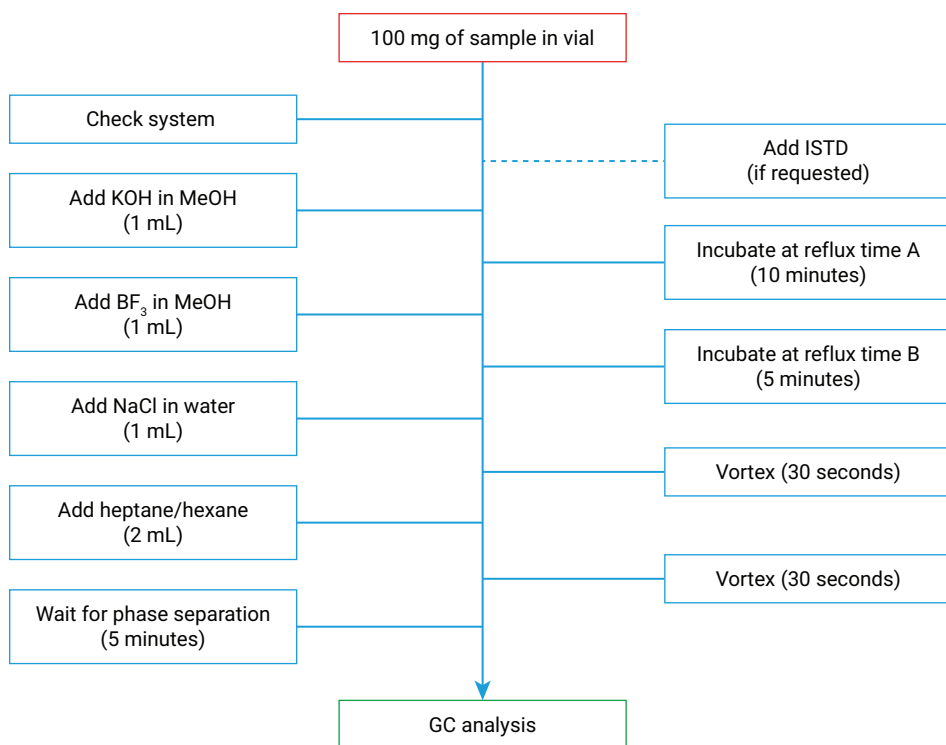 100 mg of sample in vial
Check system
Add ISTD
(if requested)
Add KOH in MeOH
(1 mL)
Incubate at reflux time A
(10 minutes)
Add BF₃ in MeOH
(1 mL)
Incubate at reflux time B
(5 minutes)
Add NaCl in water
(1 mL)
Vortex (30 seconds)
Add heptane/hexane
(2 mL)
Vortex (30 seconds)
Wait for phase separation
(5 minutes)
GC analysis